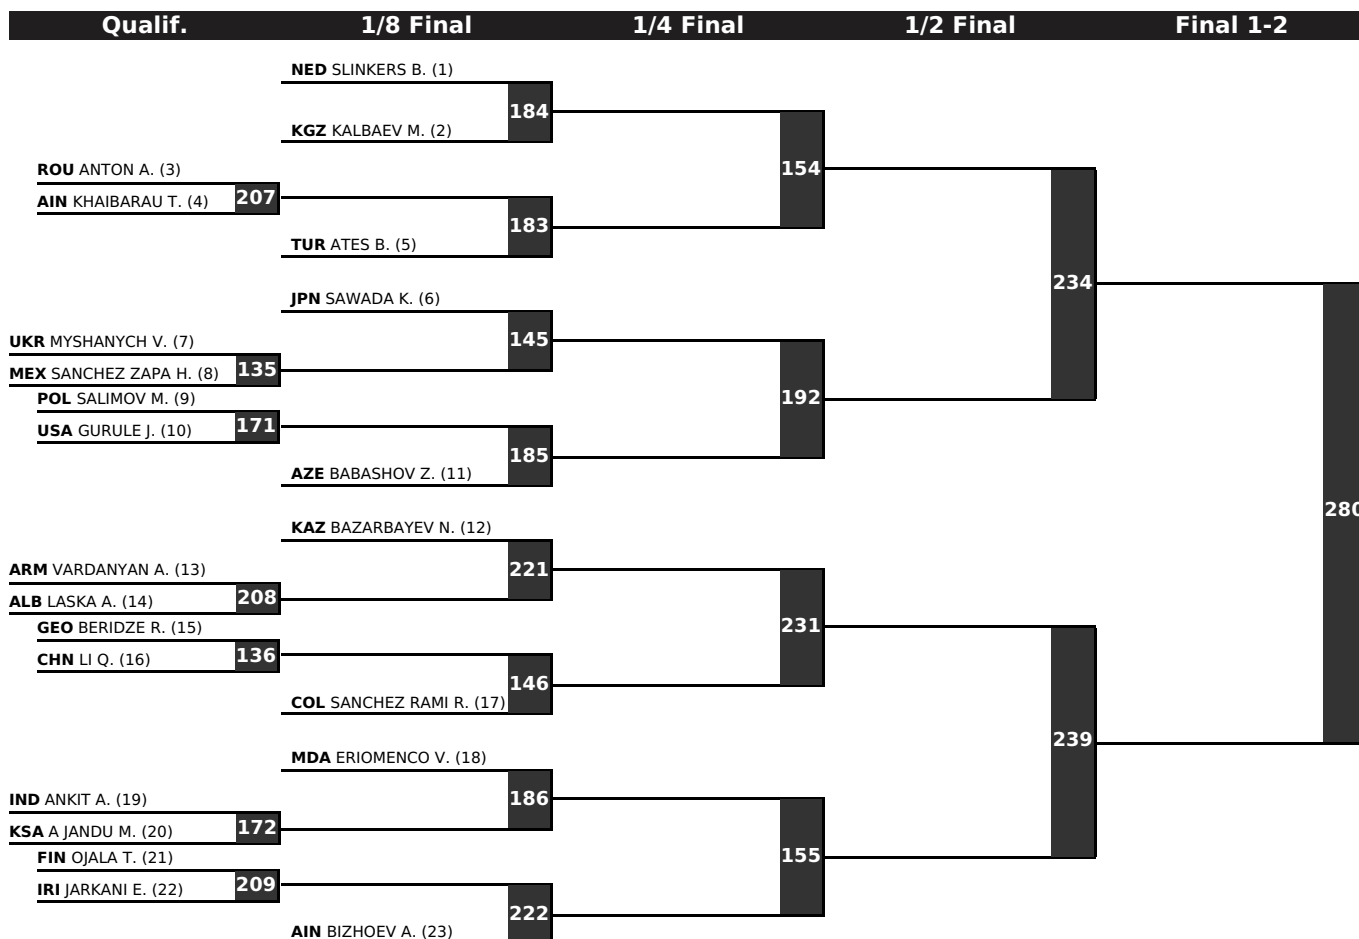 Qualif. 1/8 Final 1/4 Final 1/2 Final Final 1-2
NED SLINKERS B. (1)
184
KGZ KALBAEV M. (2)
ROU ANTON A. (3)
154
AIN KHAIBARAU T. (4) 207
183
TUR ATES B. (5)
234
JPN SAWADA K. (6)
UKR MYSHANYCH V. (7)
145
MEX SANCHEZ ZAPA H. (8) 135
POL SALIMOV M. (9)
192
USA GURULE J. (10) 171
185
AZE BABASHOV Z. (11)
280
KAZ BAZARBAYEV N. (12)
ARM VARDANYAN A. (13)
221
ALB LASKA A. (14) 208
GEO BERIDZE R. (15)
231
CHN LI Q. (16) 136
146
COL SANCHEZ RAMI R. (17)
239
MDA ERIOMENCO V. (18)
IND ANKIT A. (19)
186
KSA A JANDU M. (20) 172
FIN OJALA T. (21)
155
IRI JARKANI E. (22) 209
222
AIN BIZHOEV A. (23)